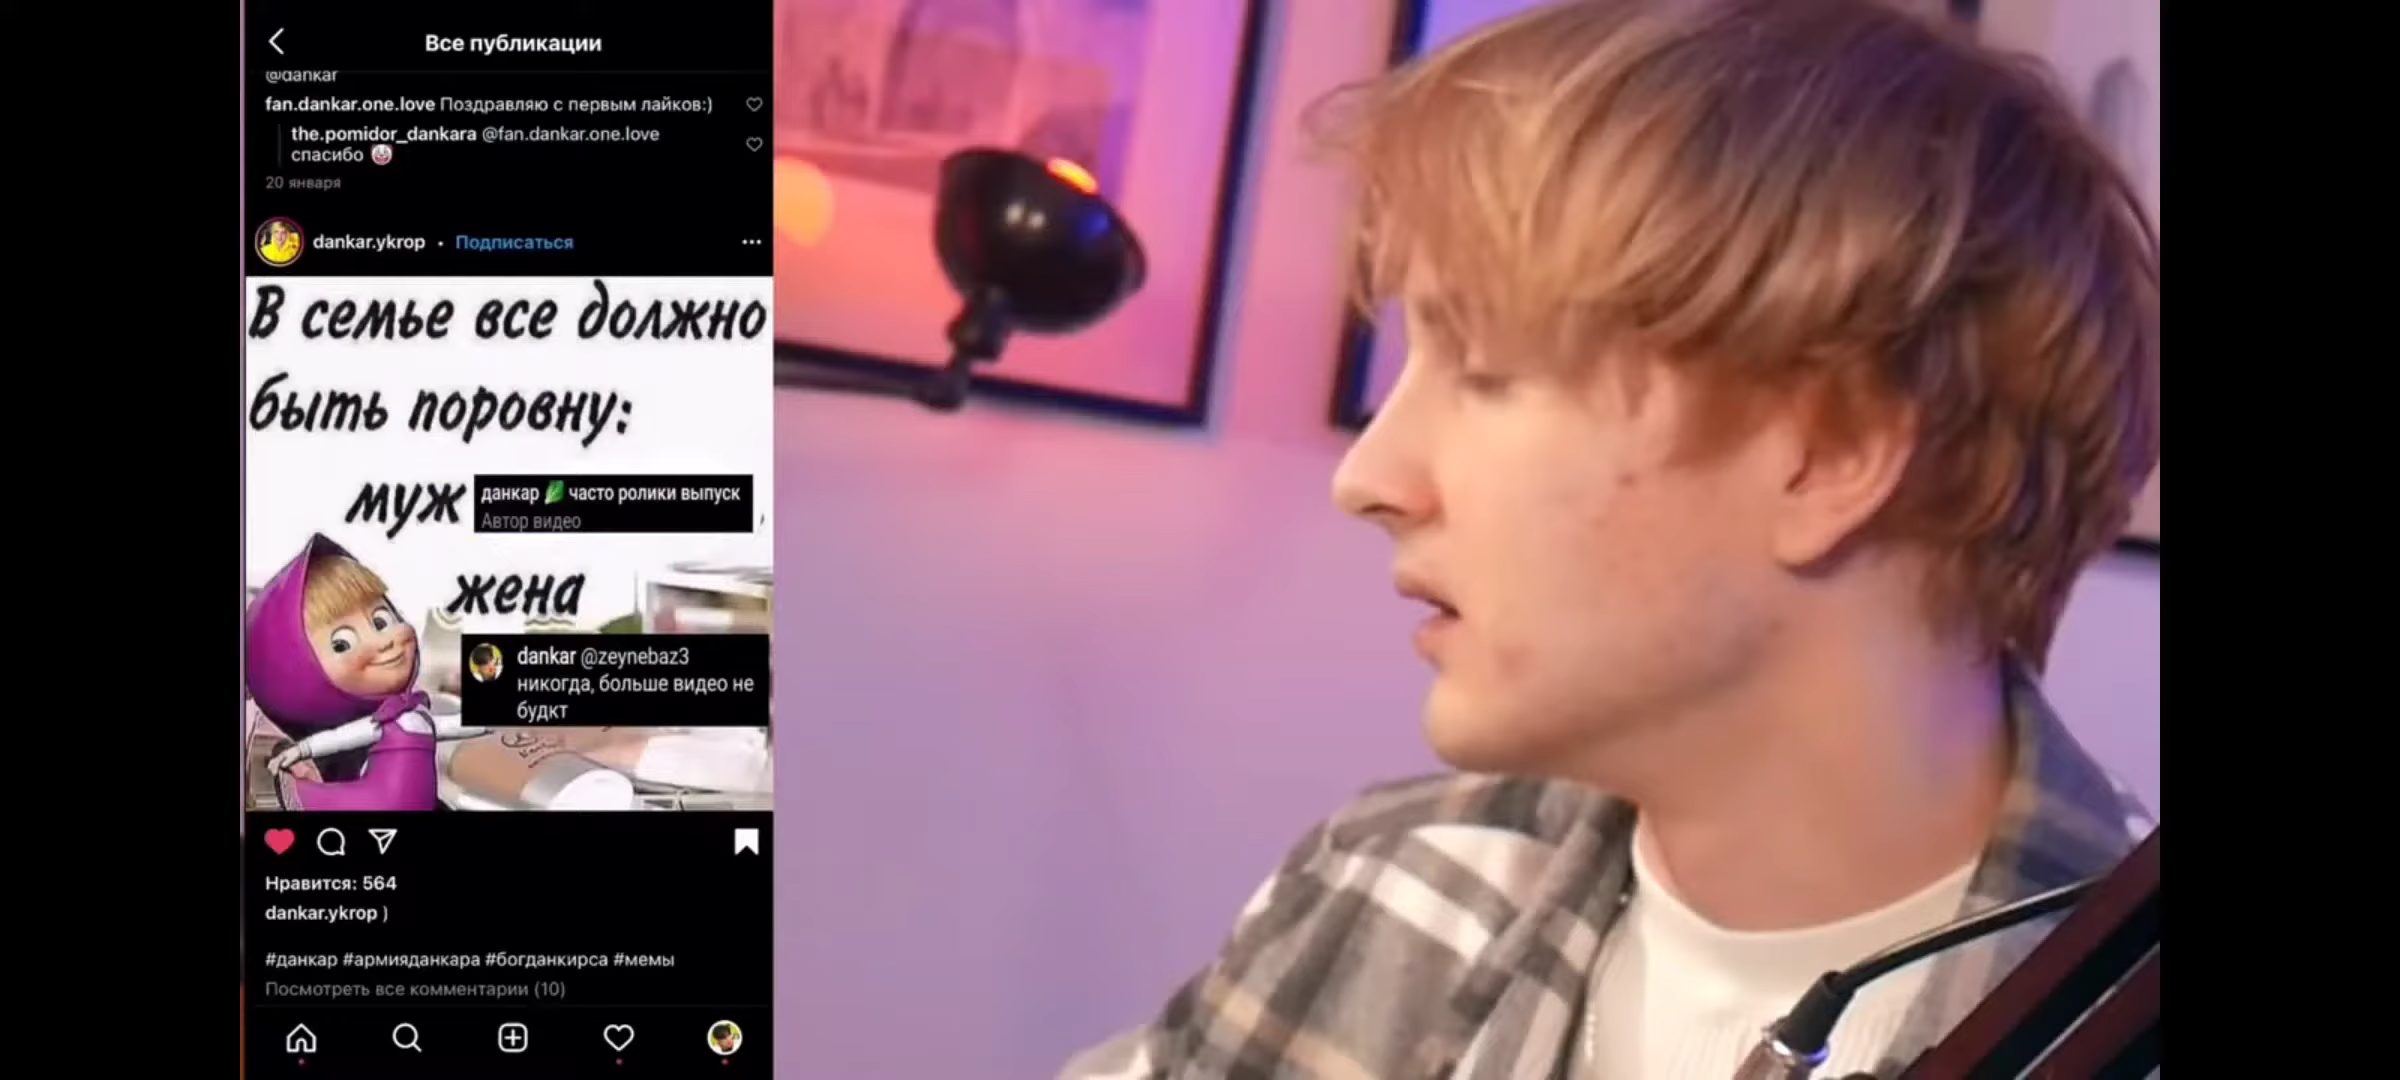 Все публикации
@dankar
fan.dankar.one.love Поздравляю с первым лайков:)
the.pomidor_dankara @fan.dankar.one.love
спасибо 🤡
20 января
dankar.ykrop • Подписаться
В семье все должно
быть поровну:
муж
данкар 🥬 часто ролики выпуск
Автор видео
,
жена
dankar @zeynebaz3
никогда, больше видео не
будкт
Нравится: 564
dankar.ykrop )
#данкар #армияданкара #богданкирса #мемы
Посмотреть все комментарии (10)